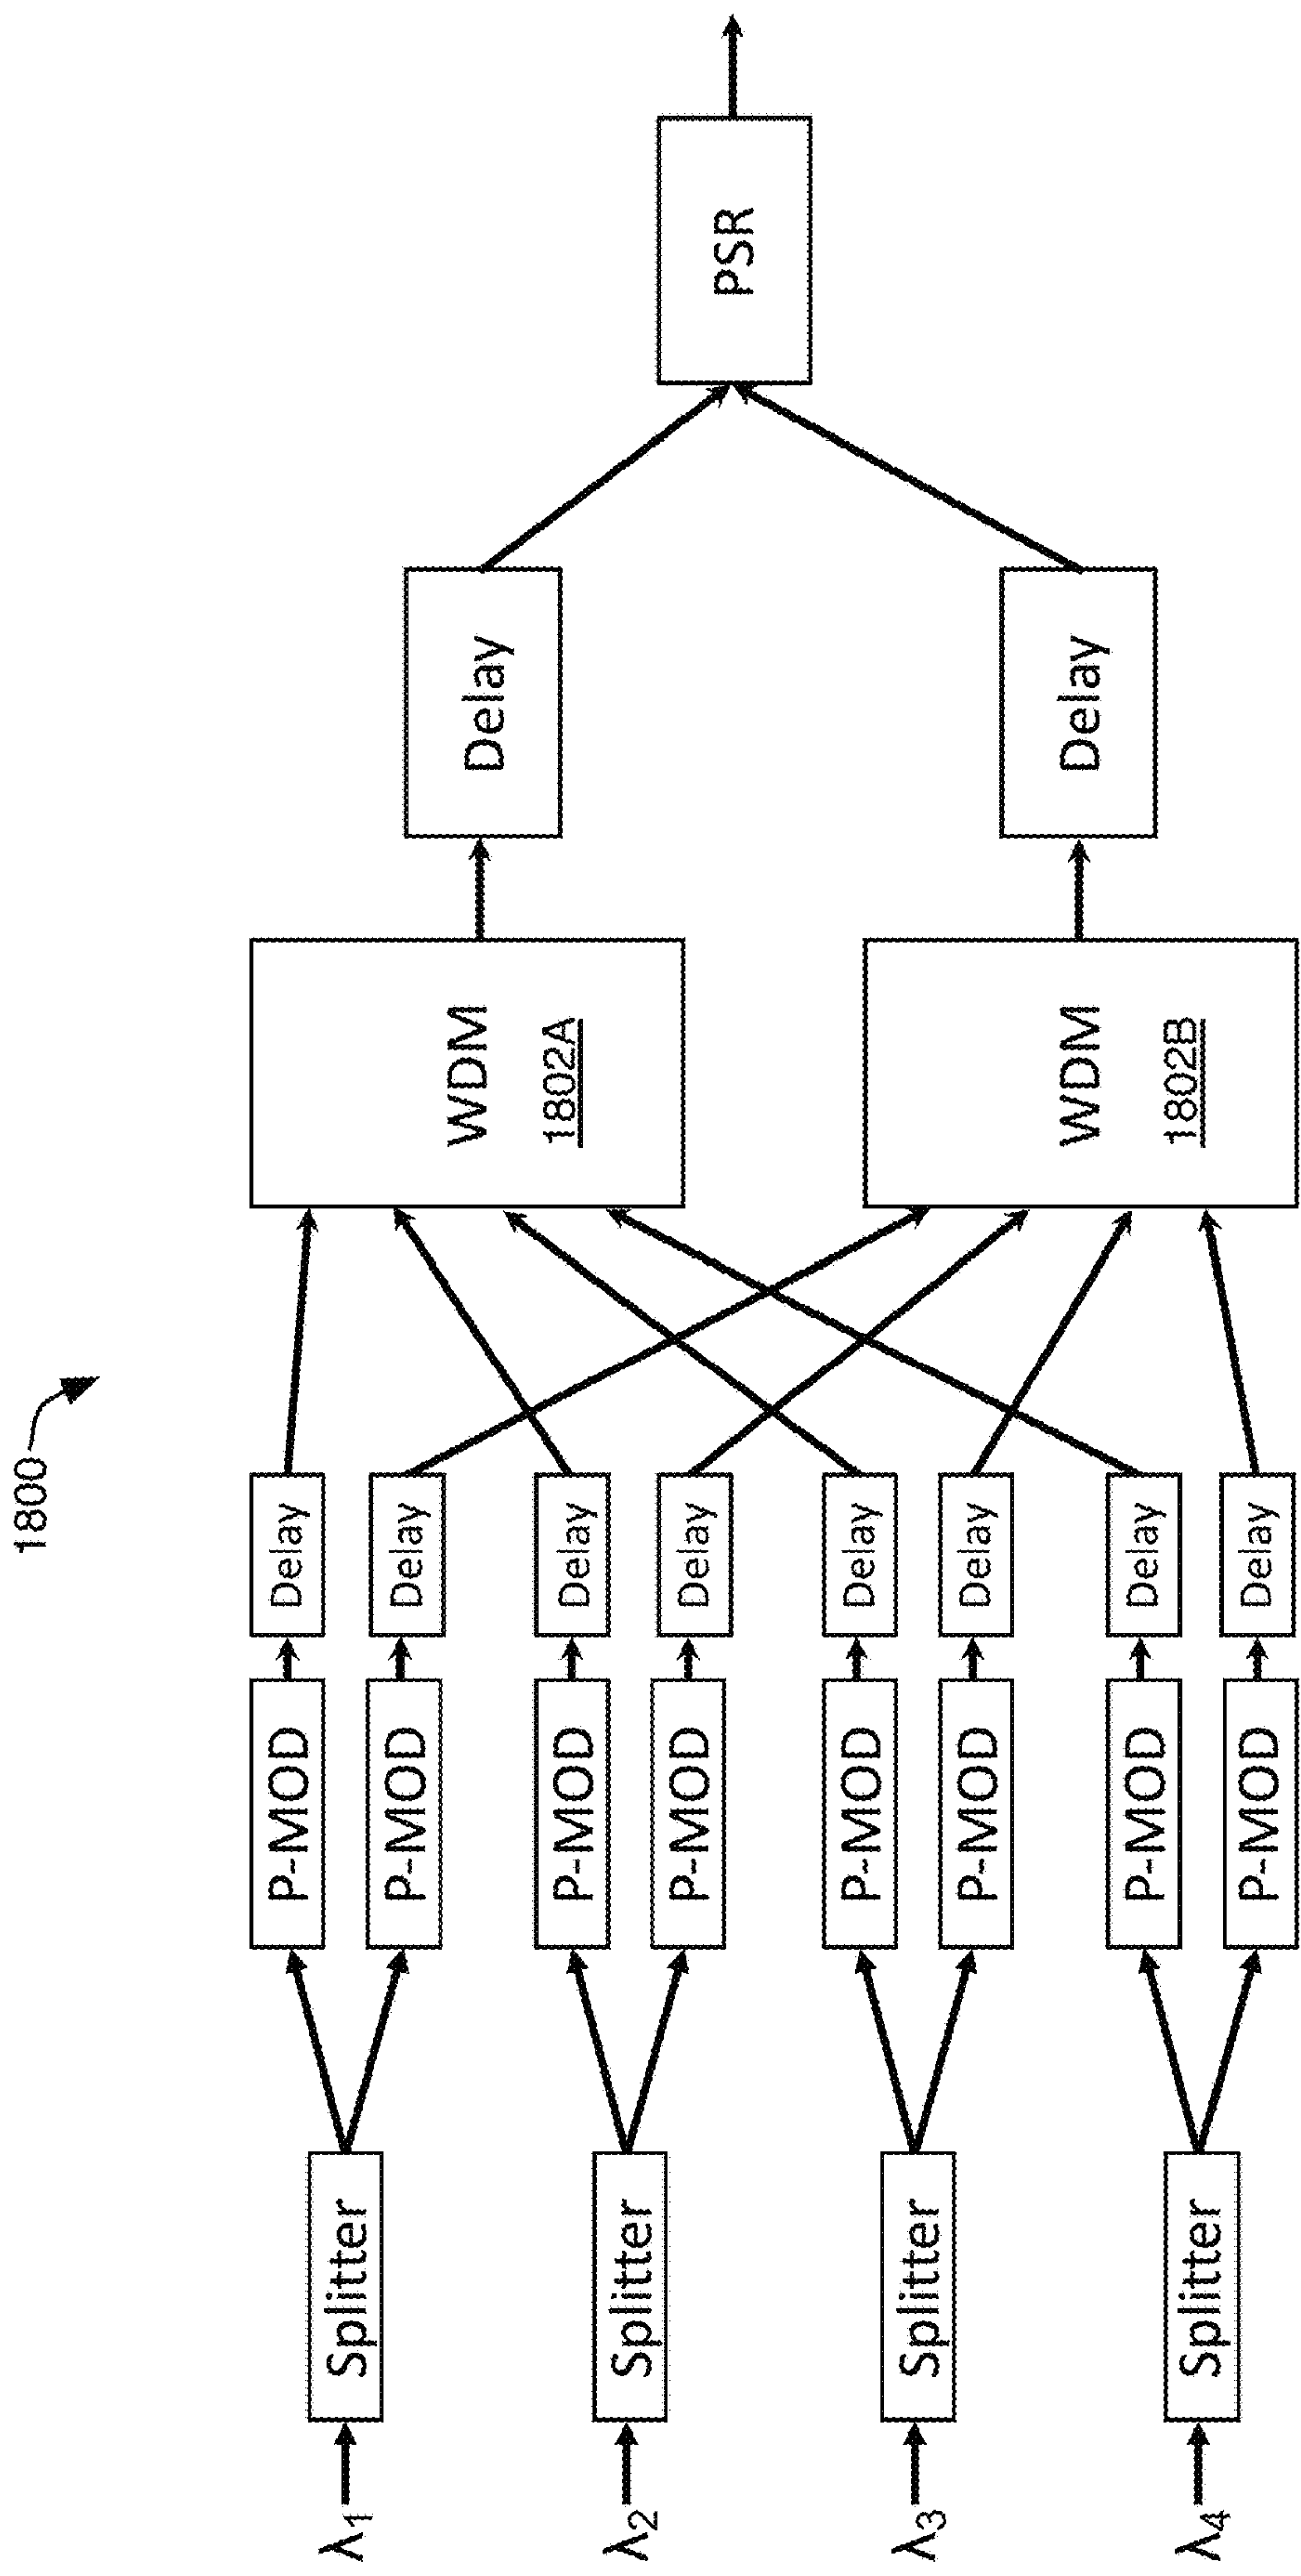 1800
λ1
Splitter
P-MOD
Delay
P-MOD
Delay
λ2
Splitter
P-MOD
Delay
P-MOD
Delay
λ3
Splitter
P-MOD
Delay
P-MOD
Delay
λ4
Splitter
P-MOD
Delay
P-MOD
Delay
WDM
1802A
Delay
WDM
1802B
Delay
PSR